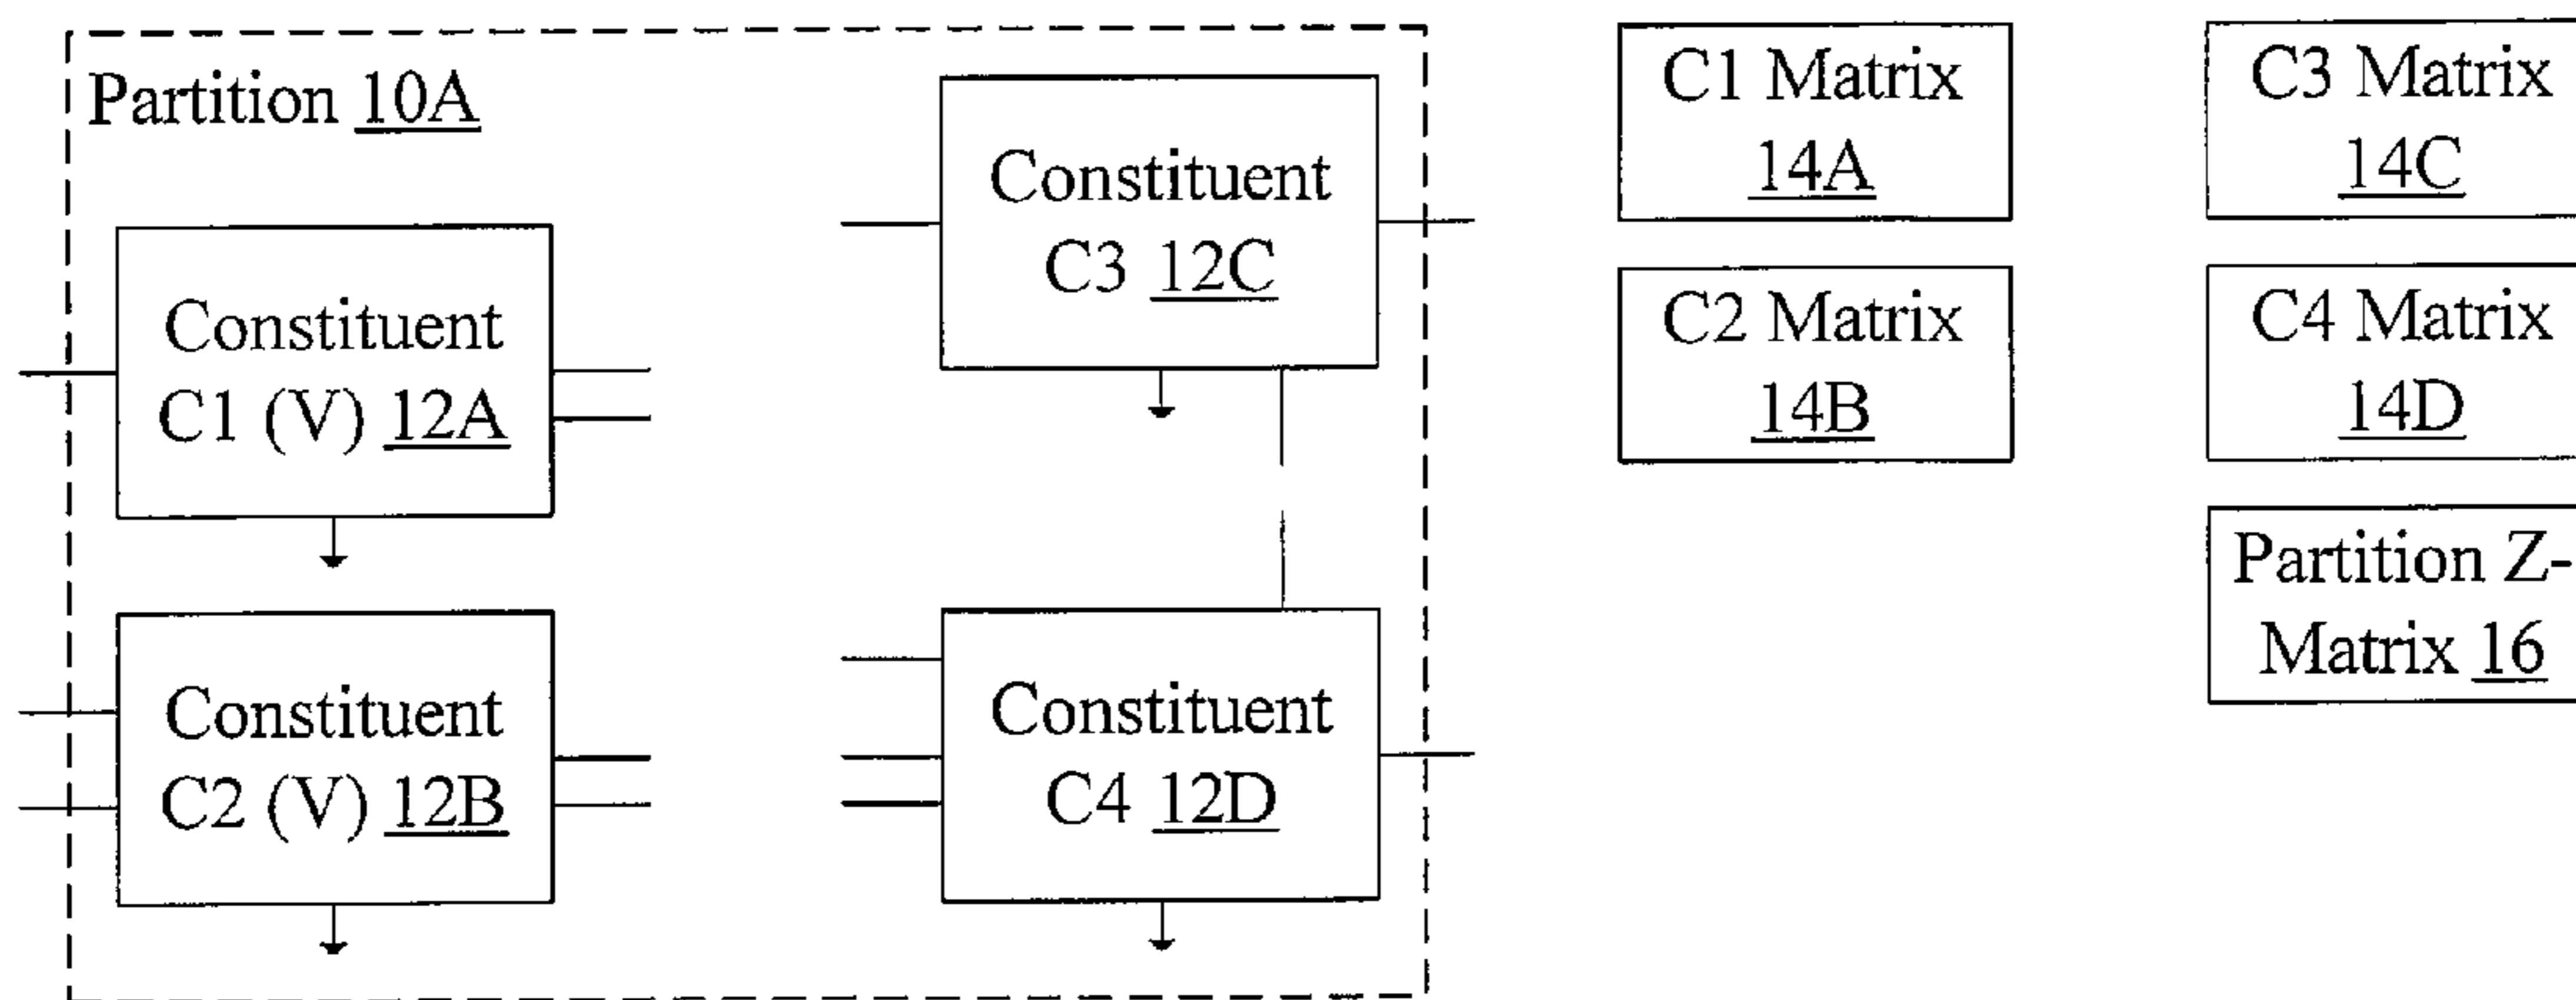 Partition 10A
Constituent
C1 (V) 12A
Constituent
C2 (V) 12B
Constituent
C3 12C
Constituent
C4 12D
C1 Matrix
14A
C2 Matrix
14B
C3 Matrix
14C
C4 Matrix
14D
Partition Z-
Matrix 16